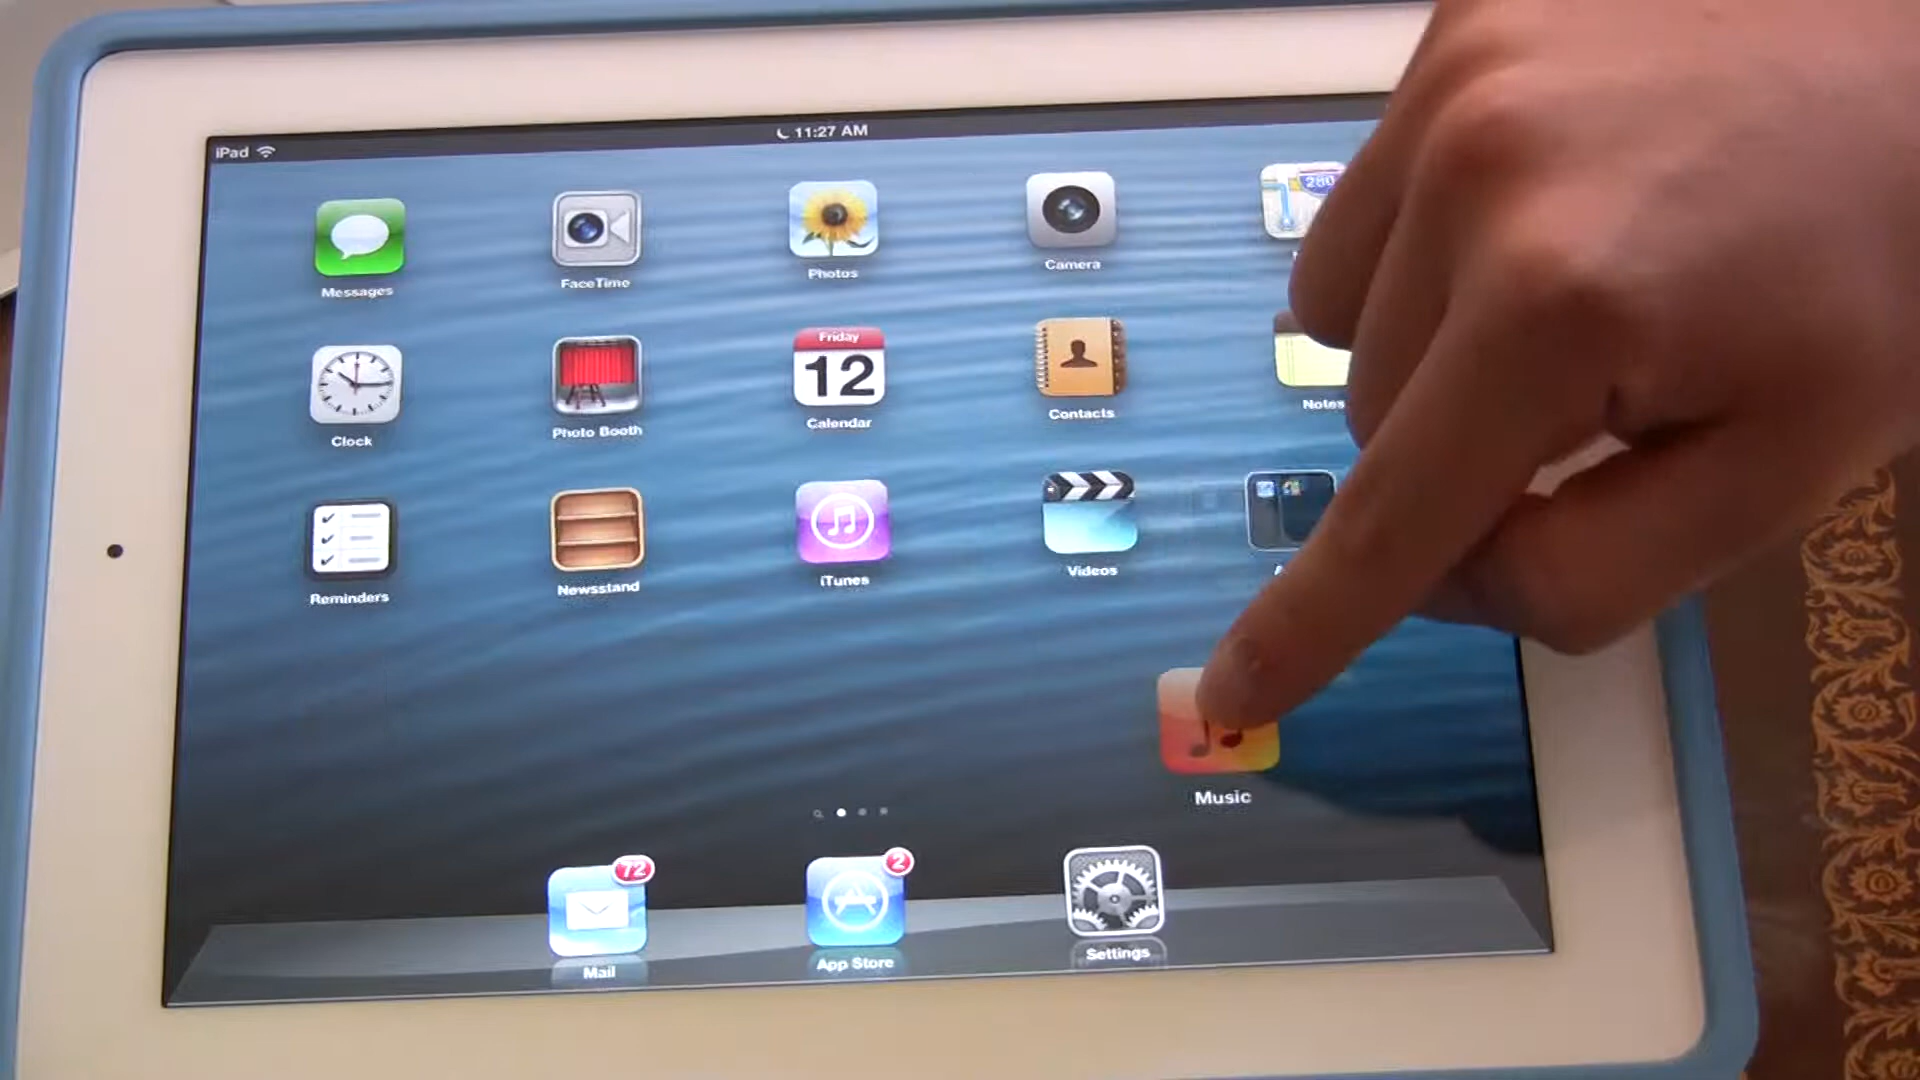 iPad
11:27 AM
280
Messages
FaceTime
Photos
Camera
Friday
12
Clock
Photo Booth
Calendar
Contacts
Notes
Reminders
Newsstand
iTunes
Videos
Music
72
2
Mail
App Store
Settings